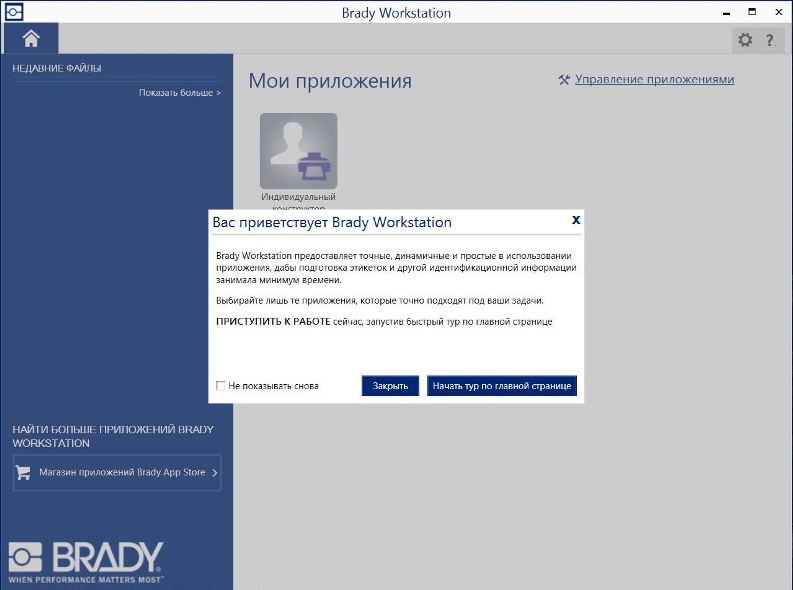 Brady Workstation
НЕДАВНИЕ ФАЙЛЫ
Показать больше >
Мои приложения
Управление приложениями
Индивидуальный
конструктор
Вас приветствует Brady Workstation
X
Brady Workstation предоставляет точные, динамичные и простые в использовании
приложения, дабы подготовка этикеток и другой идентификационной информации
занимала минимум времени.
Выбирайте лишь те приложения, которые точно подходят под ваши задачи.
ПРИСТУПИТЬ К РАБОТЕ сейчас, запустив быстрый тур по главной странице
Не показывать снова
Закрыть
Начать тур по главной странице
НАЙТИ БОЛЬШЕ ПРИЛОЖЕНИЙ BRADY
WORKSTATION
Магазин приложений Brady App Store >
BRADY
WHEN PERFORMANCE MATTERS MOST™